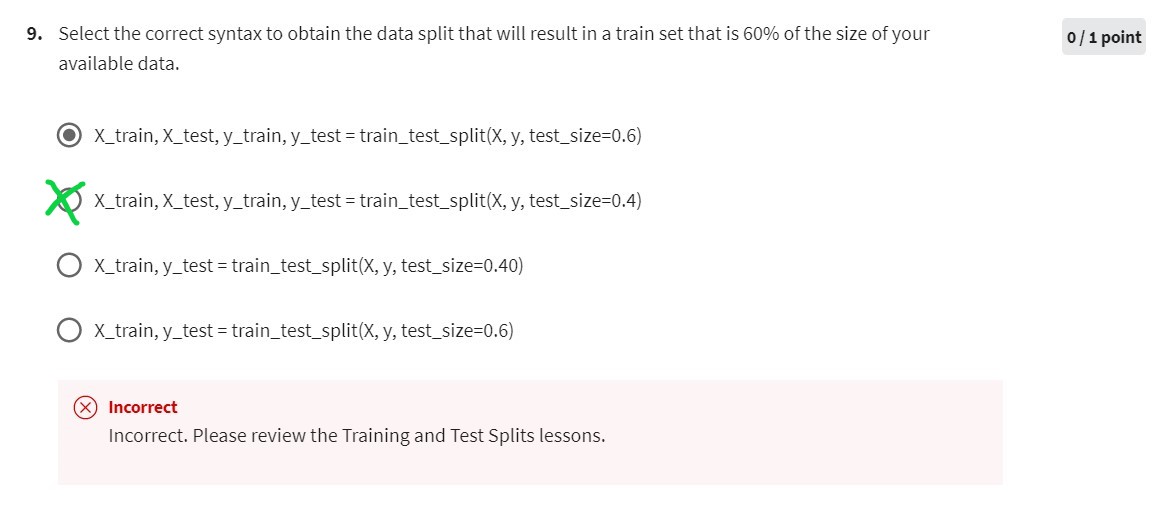 9. Select the correct syntax to obtain the data split that will result in a train set that is 60% of the size of your
available data.
0 / 1 point
X_train, X_test, y_train, y_test = train_test_split(X, y, test_size=0.6)
X_train, X_test, y_train, y_test = train_test_split(X, y, test_size=0.4)
X_train, y_test = train_test_split(X, y, test_size=0.40)
X_train, y_test = train_test_split(X, y, test_size=0.6)
Incorrect
Incorrect. Please review the Training and Test Splits lessons.